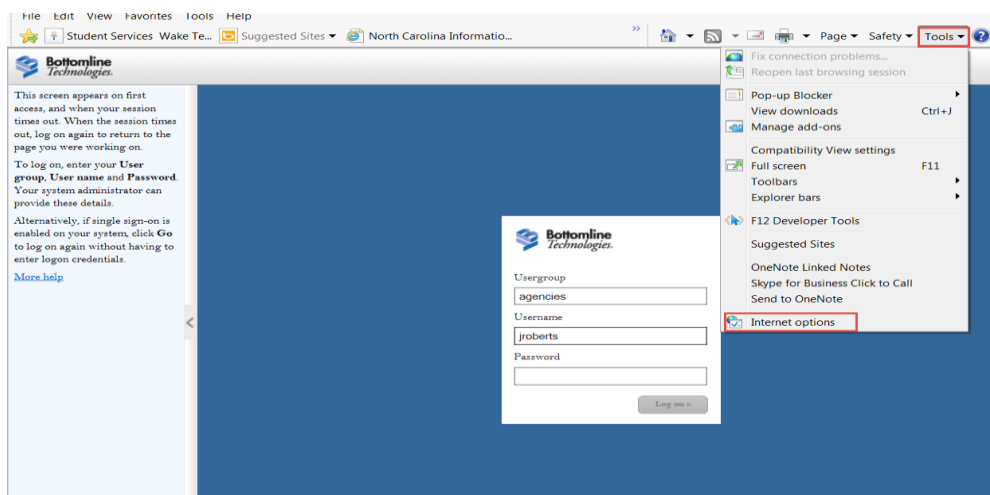 File Edit View Favorites Tools Help
Student Services Wake Te... Suggested Sites North Carolina Informatio... » Page Safety Tools
Bottomline
Technologies.
This screen appears on first
access, and when your session
times out. When the session times
out, log on again to return to the
page you were working on.
To log on, enter your User
group, User name and Password.
Your system administrator can
provide these details.
Alternatively, if single sign-on is
enabled on your system, click Go
to log on again without having to
enter logon credentials.
More help
Bottomline
Technologies.
Usergroup
agencies
Username
jroberts
Password
Log on »
Fix connection problems...
Reopen last browsing session
Pop-up Blocker
View downloads Ctrl+J
Manage add-ons
Compatibility View settings
Full screen F11
Toolbars
Explorer bars
F12 Developer Tools
Suggested Sites
OneNote Linked Notes
Skype for Business Click to Call
Send to OneNote
Internet options